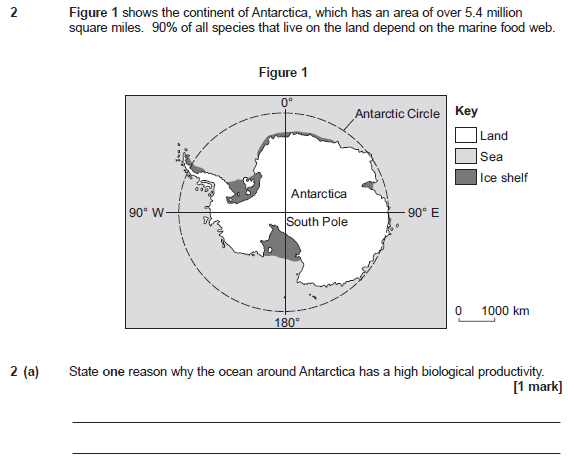 2 Figure 1 shows the continent of Antarctica, which has an area of over 5.4 million
square miles. 90% of all species that live on the land depend on the marine food web.
Figure 1
0°
Antarctic Circle
Key
Land
Sea
Ice shelf
Antarctica
90° W
90° E
South Pole
0 1000 km
180°
2 (a) State one reason why the ocean around Antarctica has a high biological productivity.
[1 mark]